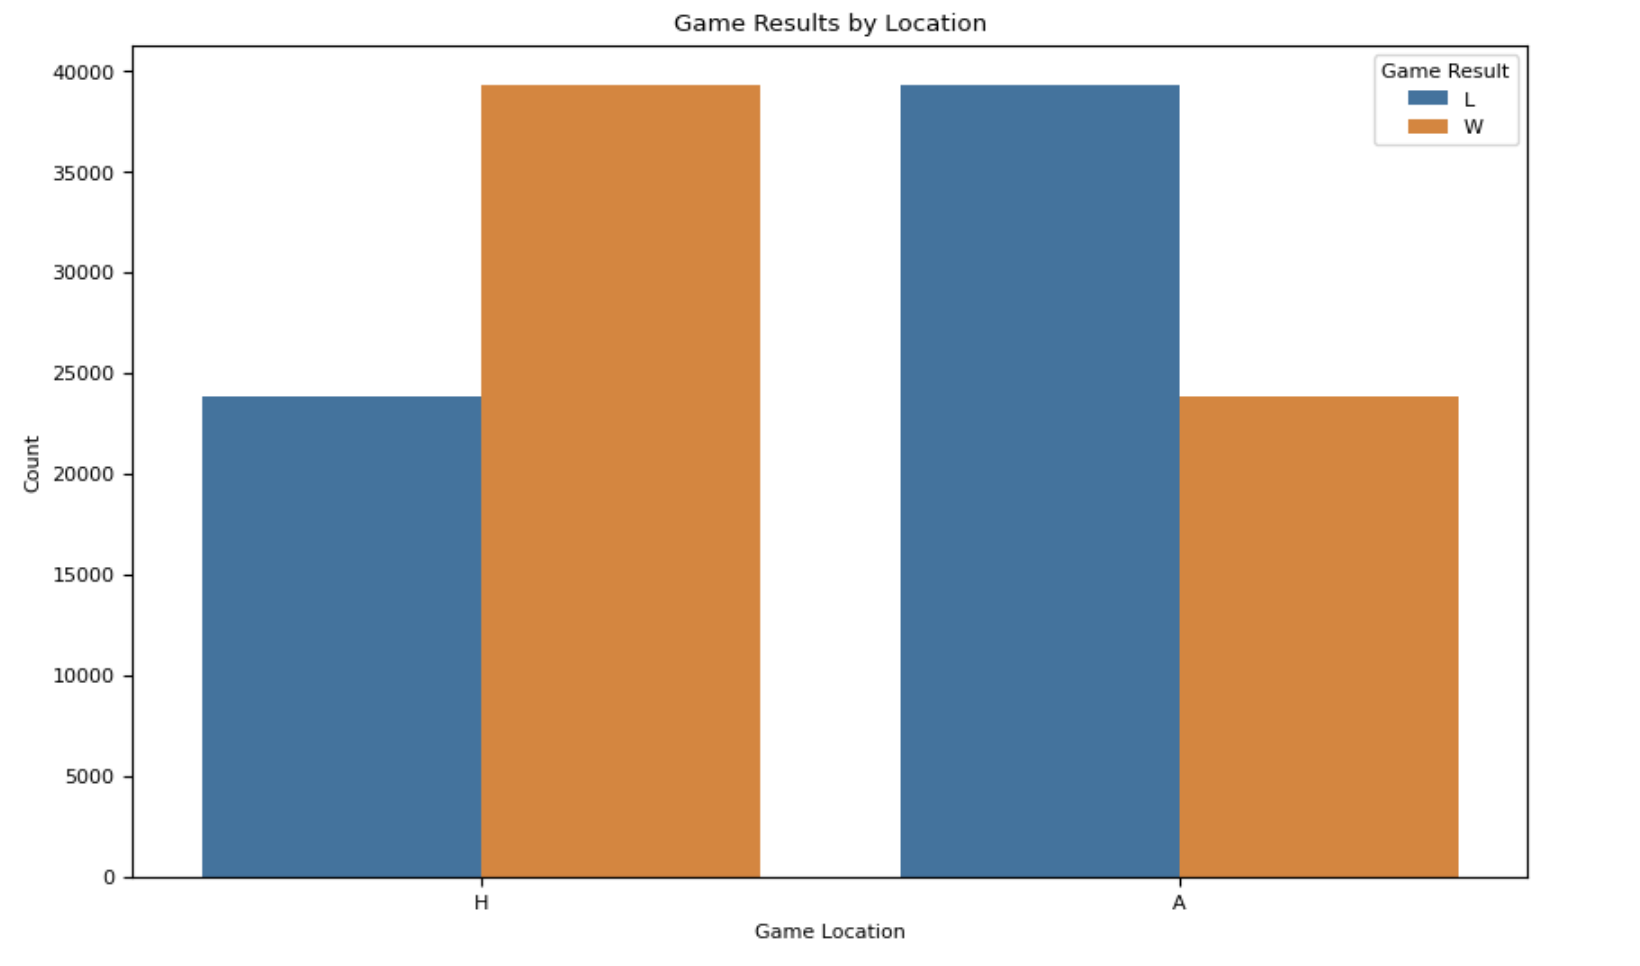 Game Results by Location
Game Result
L
W
40000
35000
30000
25000
20000
15000
10000
5000
0
Count
H
A
Game Location